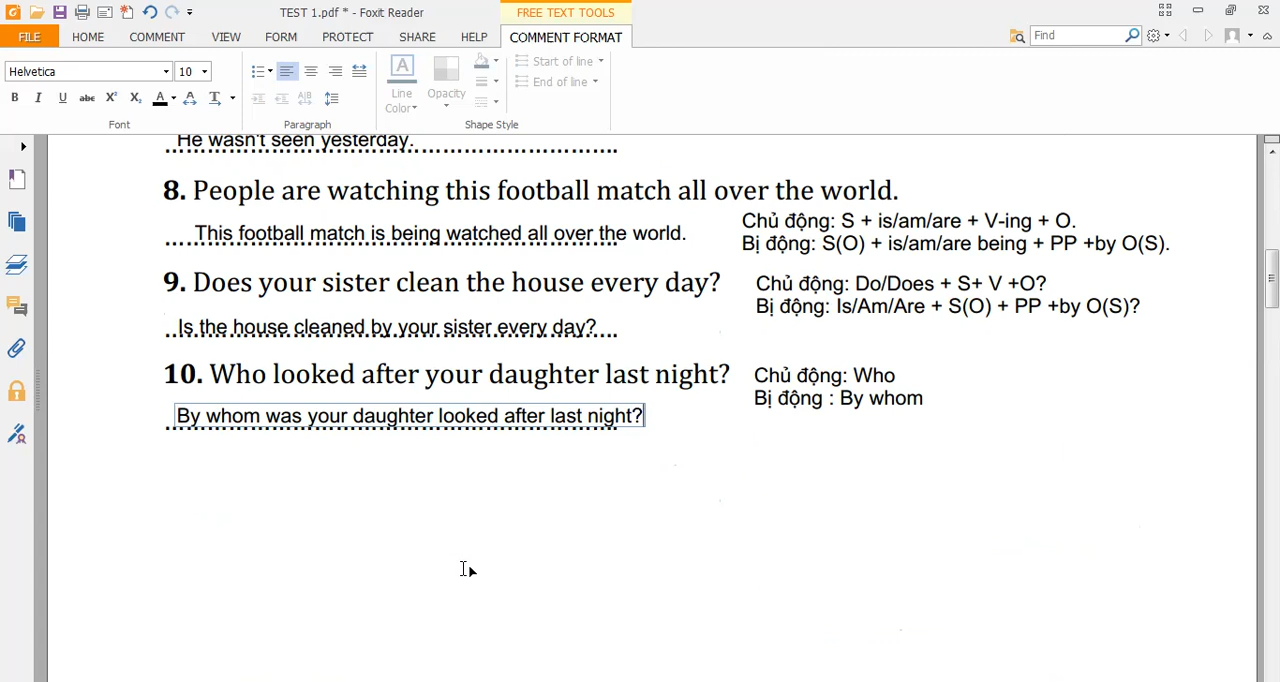 TEST 1.pdf * - Foxit Reader
FREE TEXT TOOLS
FILE HOME COMMENT VIEW FORM PROTECT SHARE HELP COMMENT FORMAT
Find
Helvetica 10
Line Color
Opacity
Start of line
End of line
B I U abc X² X₂ A A T
Font Paragraph Shape Style
He wasn't seen yesterday.
8. People are watching this football match all over the world.
This football match is being watched all over the world.
Chủ động: S + is/am/are + V-ing + O.
Bị động: S(O) + is/am/are being + PP +by O(S).
9. Does your sister clean the house every day?
Is the house cleaned by your sister every day?
Chủ động: Do/Does + S+ V +O?
Bị động: Is/Am/Are + S(O) + PP +by O(S)?
10. Who looked after your daughter last night?
By whom was your daughter looked after last night?
Chủ động: Who
Bị động : By whom